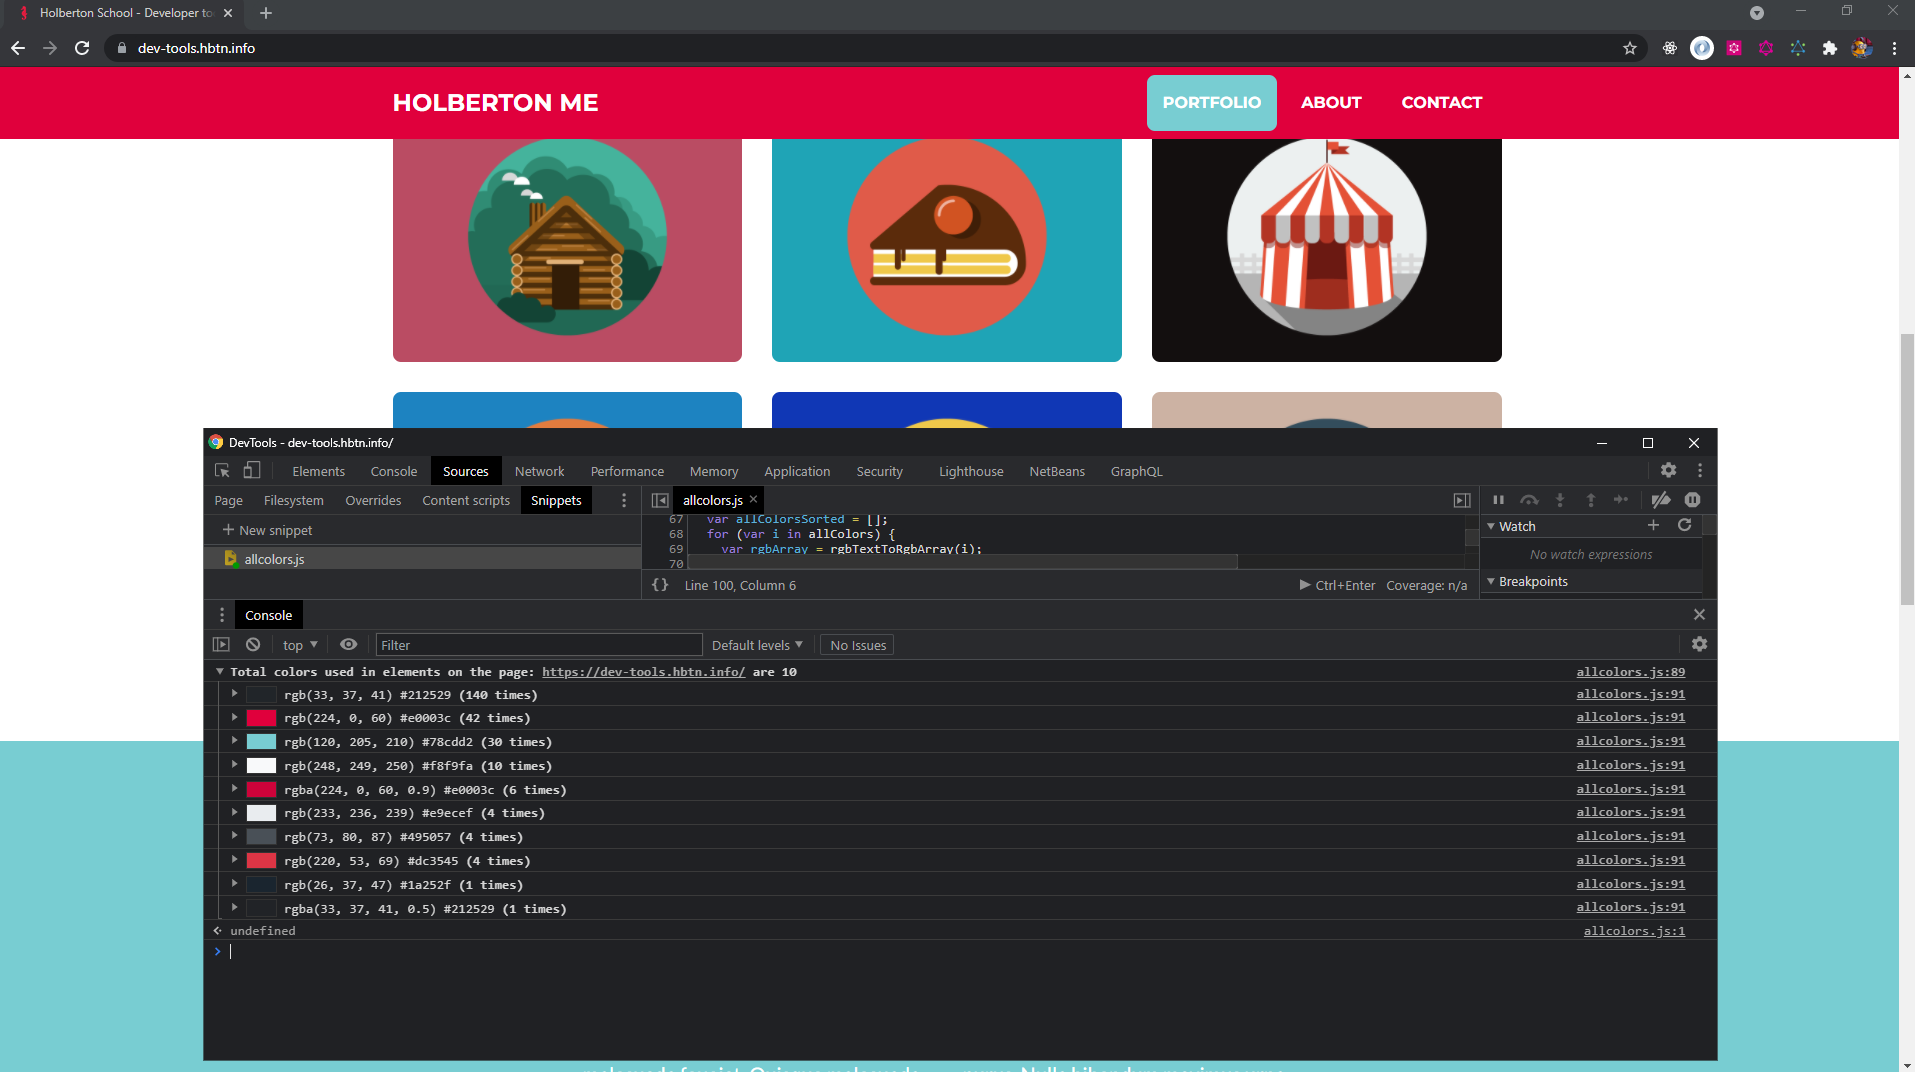 Holberton School - Developer to
dev-tools.hbtn.info
HOLBERTON ME
PORTFOLIO ABOUT CONTACT
DevTools - dev-tools.hbtn.info/
Elements Console Sources Network Performance Memory Application Security Lighthouse NetBeans GraphQL
Page Filesystem Overrides Content scripts Snippets
allcolors.js
+ New snippet
allcolors.js
67 var allColorsSorted = [];
68 for (var i in allColors) {
69 var rgbArray = rgbTextToRgbArray(i);
70
{} Line 100, Column 6
Ctrl+Enter Coverage: n/a
Watch
No watch expressions
Breakpoints
Console
top Filter Default levels No Issues
Total colors used in elements on the page: https://dev-tools.hbtn.info/ are 10 allcolors.js:89
rgb(33, 37, 41) #212529 (140 times) allcolors.js:91
rgb(224, 0, 60) #e0003c (42 times) allcolors.js:91
rgb(120, 205, 210) #78cdd2 (30 times) allcolors.js:91
rgb(248, 249, 250) #f8f9fa (10 times) allcolors.js:91
rgba(224, 0, 60, 0.9) #e0003c (6 times) allcolors.js:91
rgb(233, 236, 239) #e9ecef (4 times) allcolors.js:91
rgb(73, 80, 87) #495057 (4 times) allcolors.js:91
rgb(220, 53, 69) #dc3545 (4 times) allcolors.js:91
rgb(26, 37, 47) #1a252f (1 times) allcolors.js:91
rgba(33, 37, 41, 0.5) #212529 (1 times) allcolors.js:91
undefined allcolors.js:1